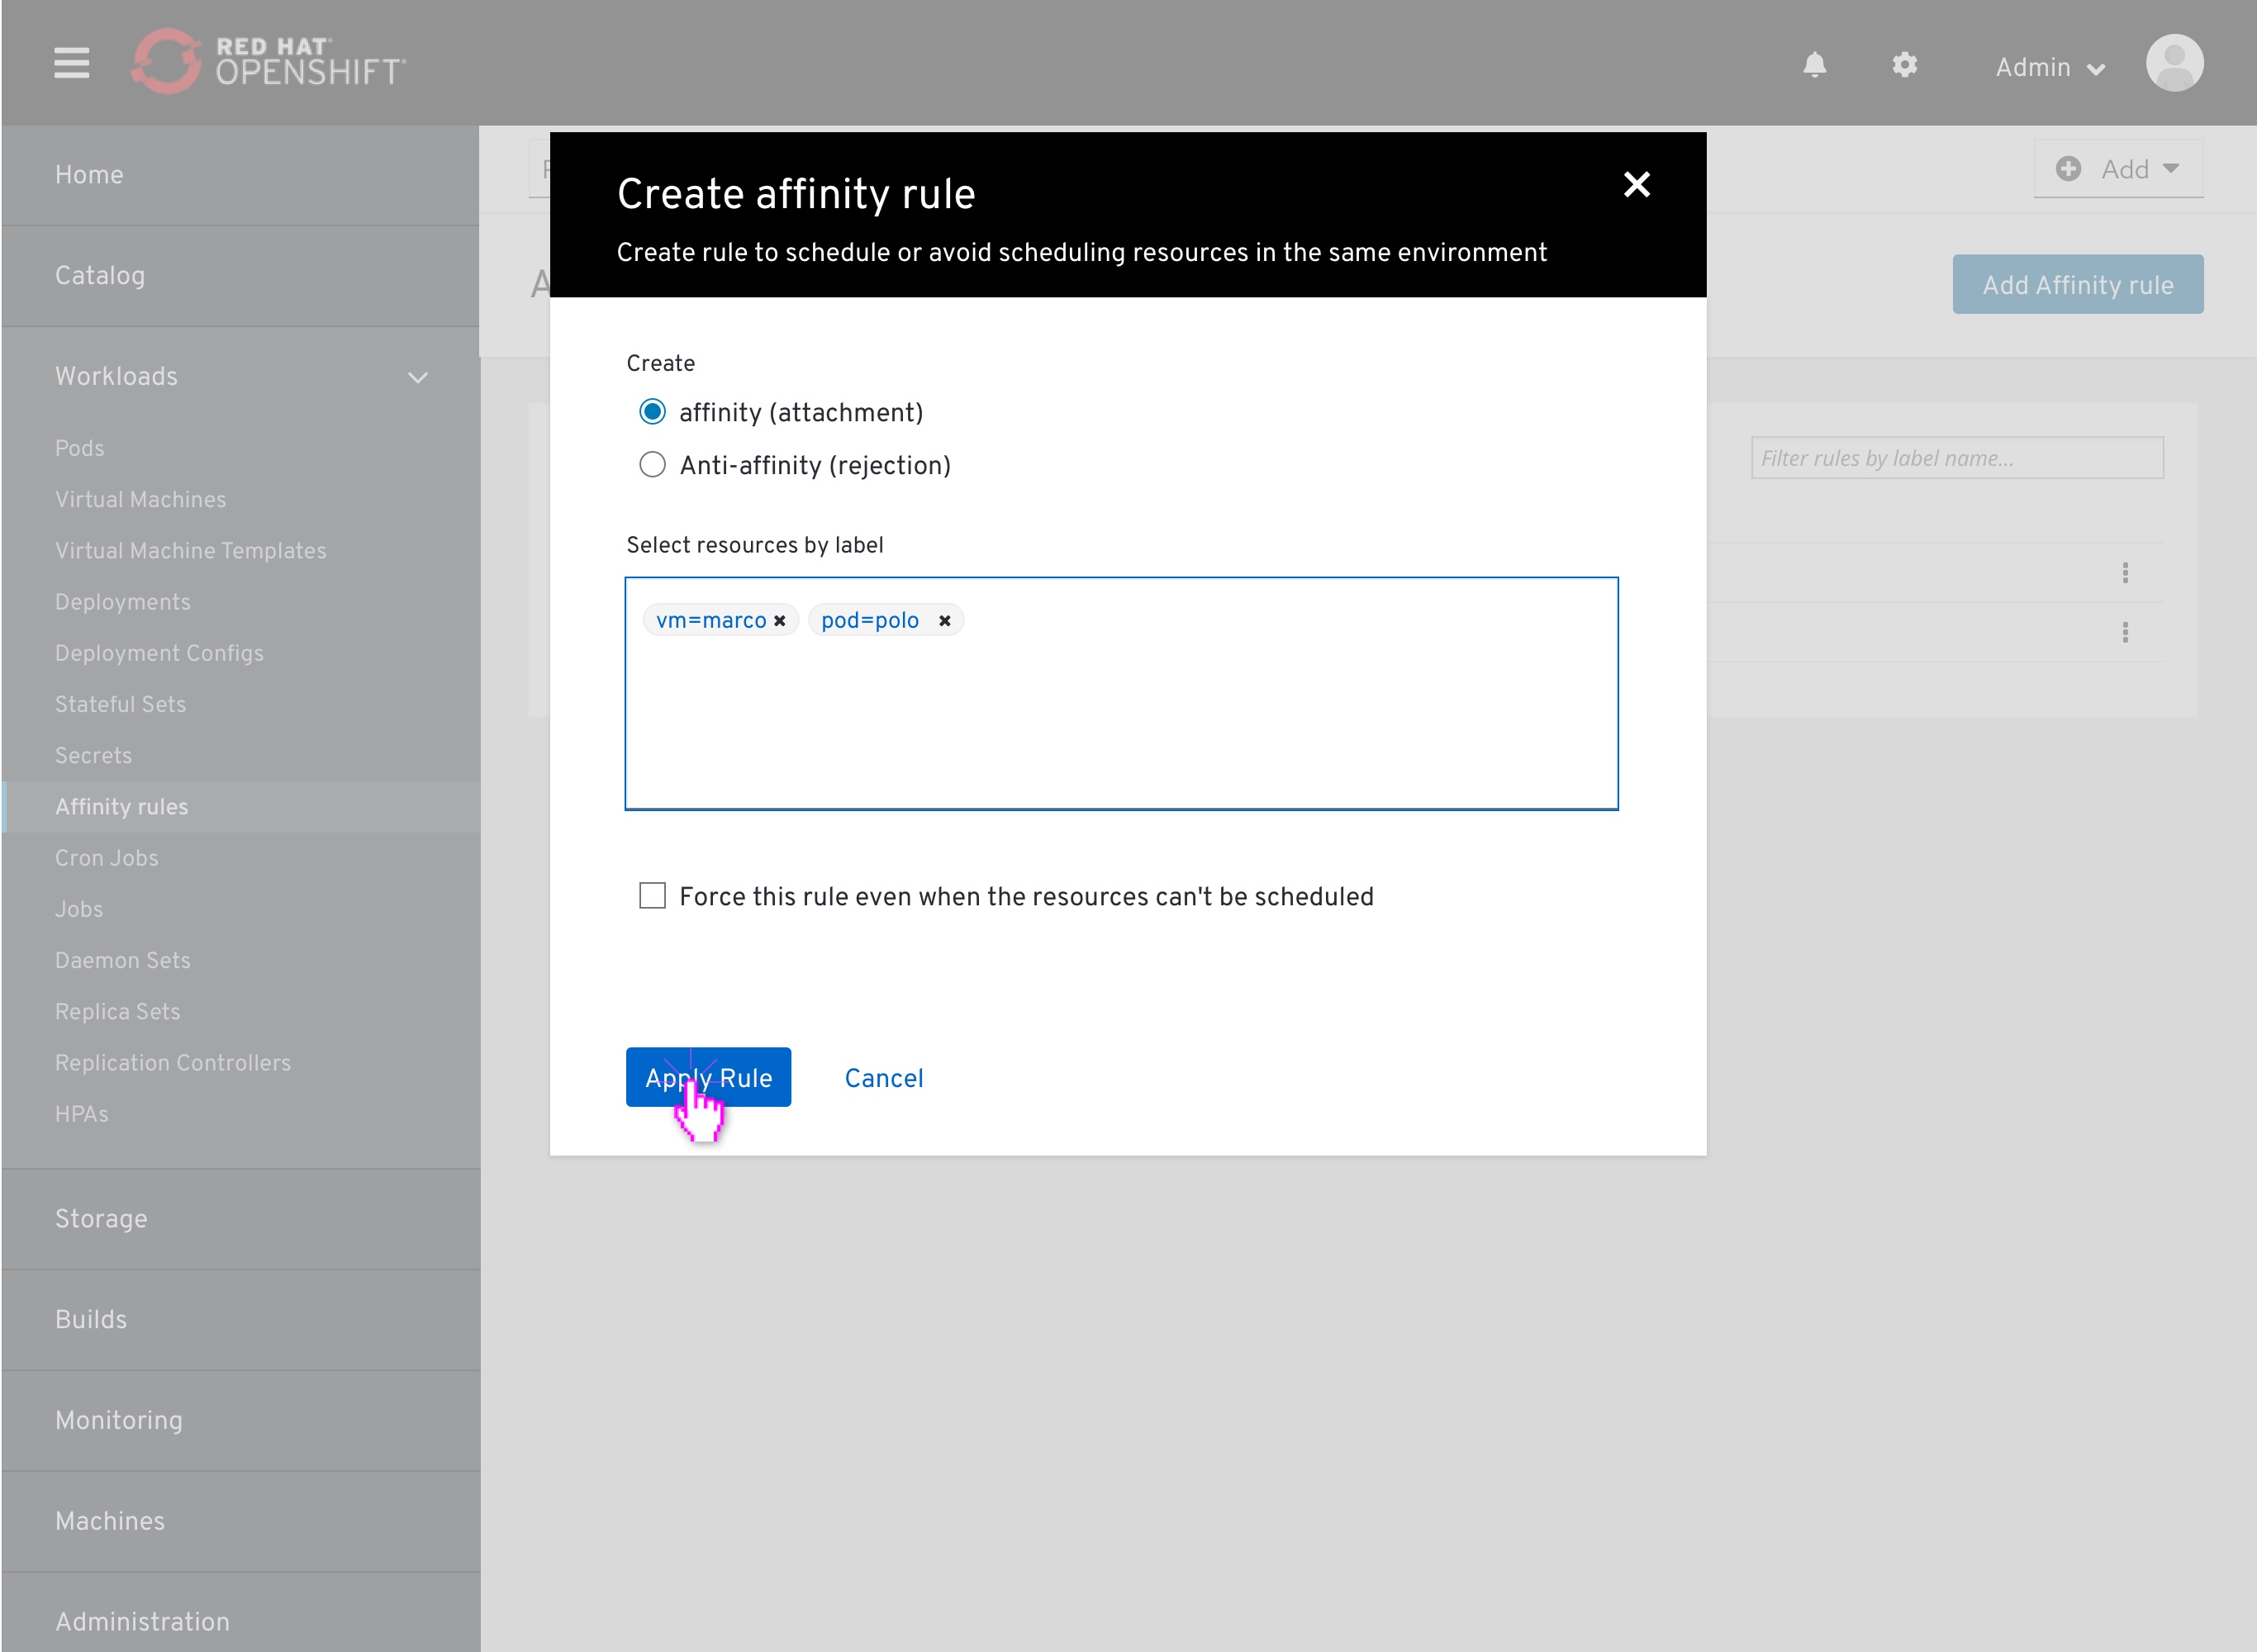 RED HAT®
OPENSHIFT®
Admin
Home
Catalog
Workloads
Pods
Virtual Machines
Virtual Machine Templates
Deployments
Deployment Configs
Stateful Sets
Secrets
Affinity rules
Cron Jobs
Jobs
Daemon Sets
Replica Sets
Replication Controllers
HPAs
Storage
Builds
Monitoring
Machines
Administration
Add
Add Affinity rule
Filter rules by label name...
Create affinity rule
Create rule to schedule or avoid scheduling resources in the same environment
Create
affinity (attachment)
Anti-affinity (rejection)
Select resources by label
vm=marco pod=polo
Force this rule even when the resources can't be scheduled
Apply Rule Cancel